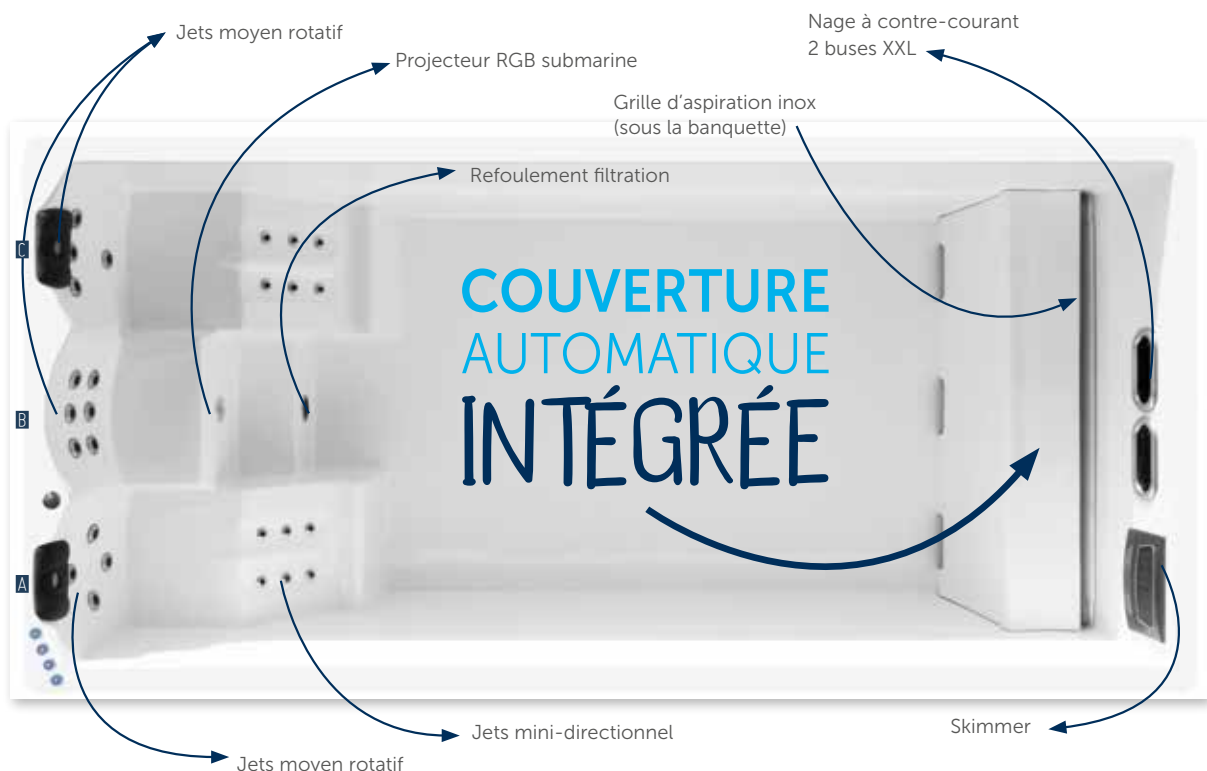 Jets moyen rotatif
Nage à contre-courant
2 buses XXL
Projecteur RGB submarine
Grille d’aspiration inox
(sous la banquette)
Refoulement filtration
C
COUVERTURE
AUTOMATIQUE
INTÉGRÉE
B
A
Jets mini-directionnel
Skimmer
Jets moyen rotatif